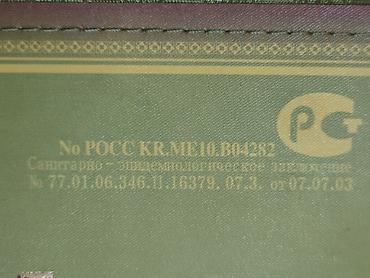 РСТ
No РОСС KR.ME10.B04282
Санитарно - эпидемиологическое заключение
№ 77.01.06.346.П.16379. 07.3. от 07.07.03